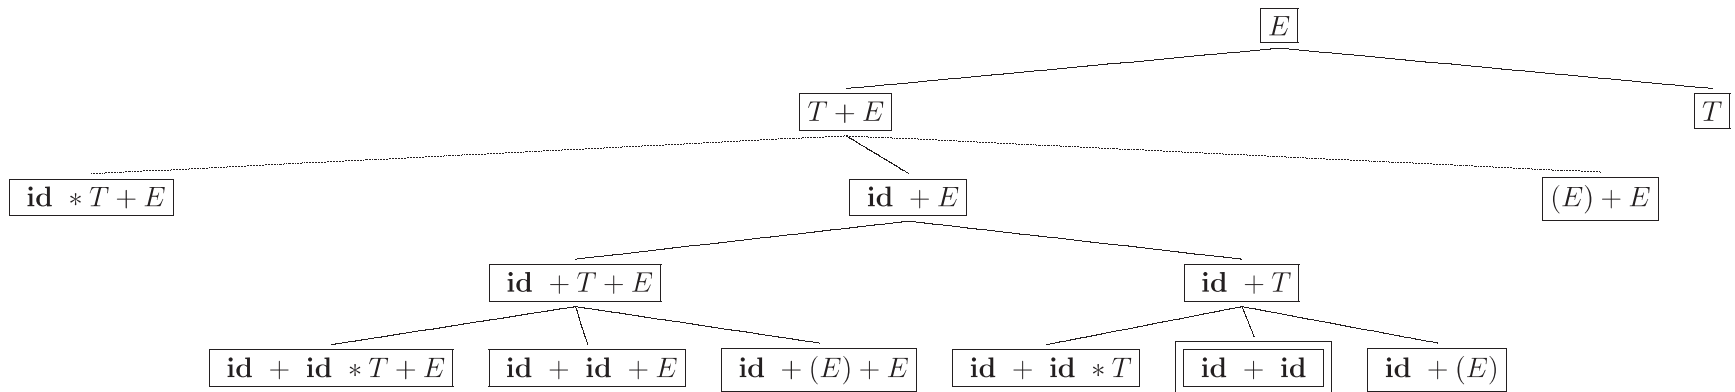 E
T + E T
id * T + E id + E (E) + E
id + T + E id + T
id + id * T + E id + id + E id + (E) + E id + id * T id + id id + (E)